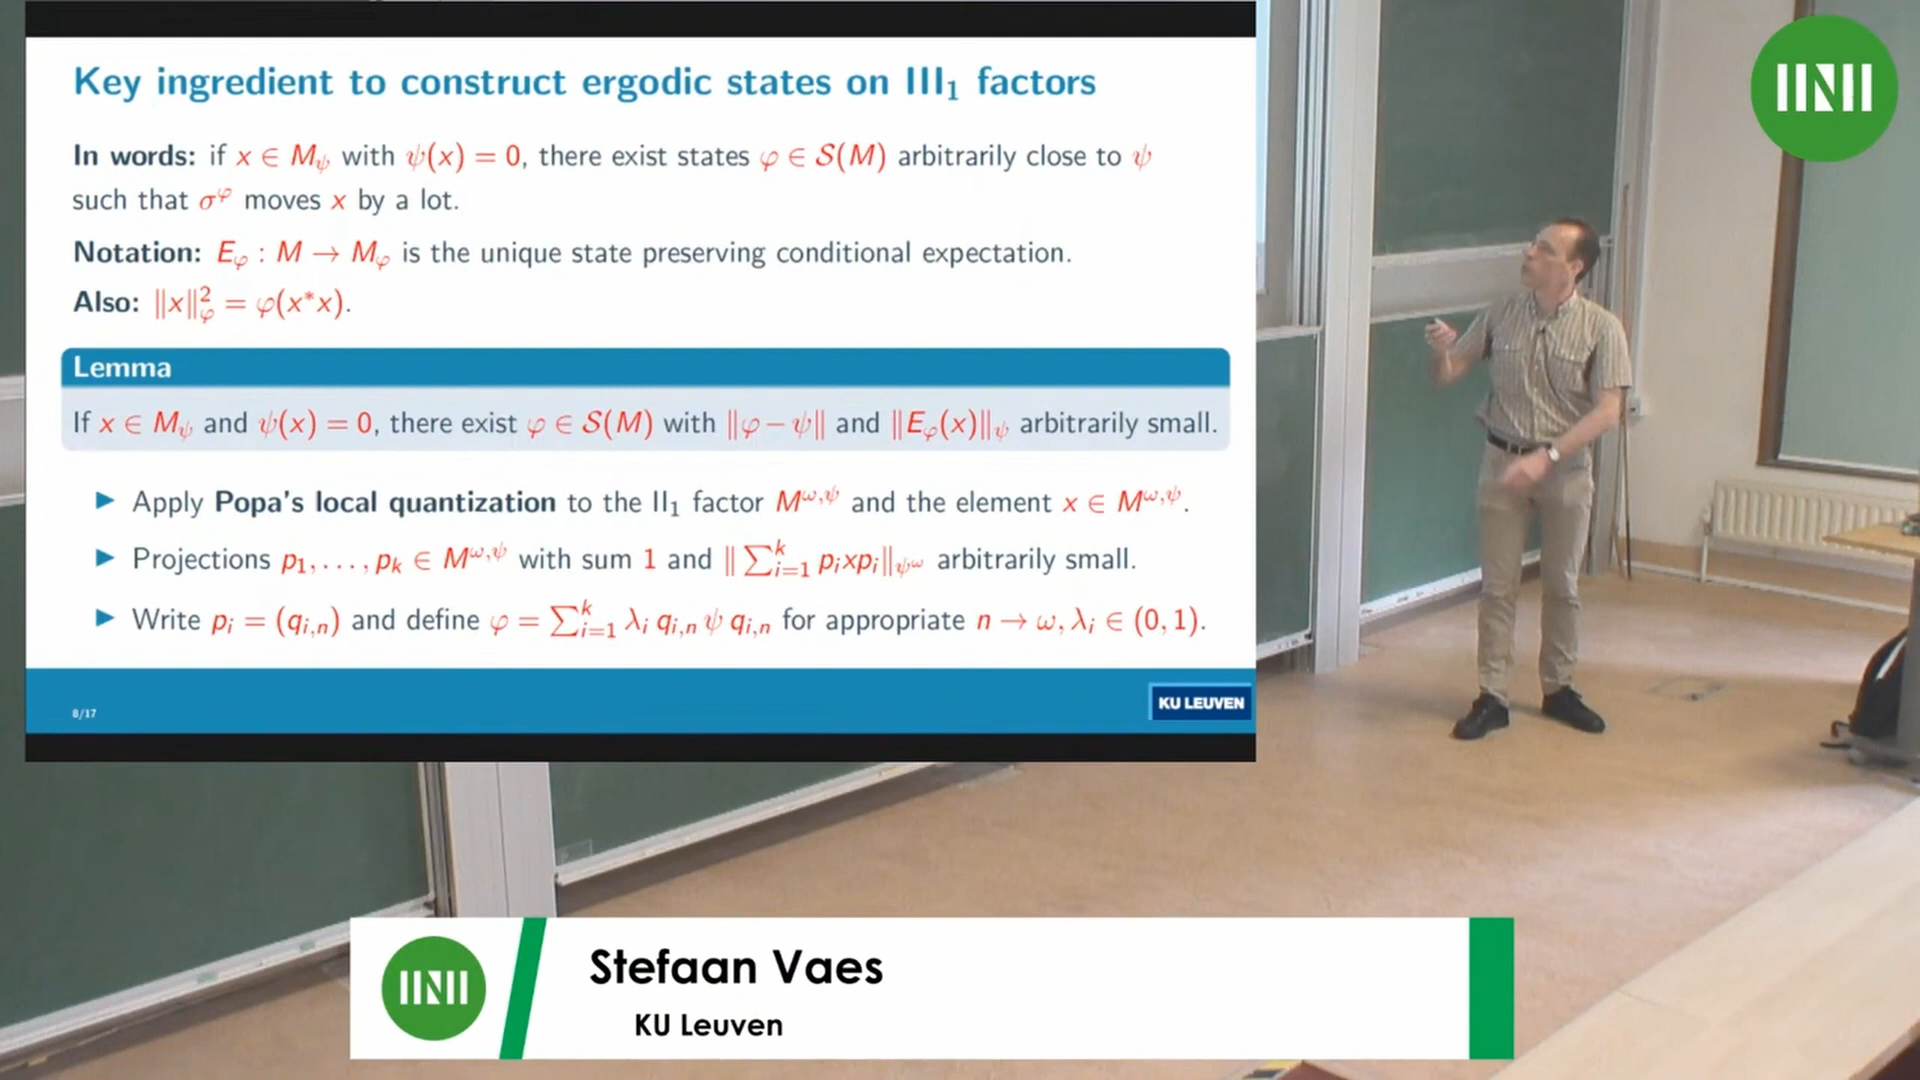 Key ingredient to construct ergodic states on III₁ factors
In words: if x ∈ M_ψ with ψ(x) = 0, there exist states φ ∈ S(M) arbitrarily close to ψ
such that σ^φ moves x by a lot.
Notation: E_φ : M → M_φ is the unique state preserving conditional expectation.
Also: ‖x‖²_φ = φ(x*x).
Lemma
If x ∈ M_ψ and ψ(x) = 0, there exist φ ∈ S(M) with ‖φ − ψ‖ and ‖E_φ(x)‖_ψ arbitrarily small.
▶ Apply Popa's local quantization to the II₁ factor M^{ω,ψ} and the element x ∈ M^{ω,ψ}.
▶ Projections p₁, . . . , p_k ∈ M^{ω,ψ} with sum 1 and ‖∑_{i=1}^k p_i x p_i‖_{ψ^ω} arbitrarily small.
▶ Write p_i = (q_{i,n}) and define φ = ∑_{i=1}^k λ_i q_{i,n} ψ q_{i,n} for appropriate n → ω, λ_i ∈ (0, 1).
8/17
KU LEUVEN
Stefaan Vaes
KU Leuven